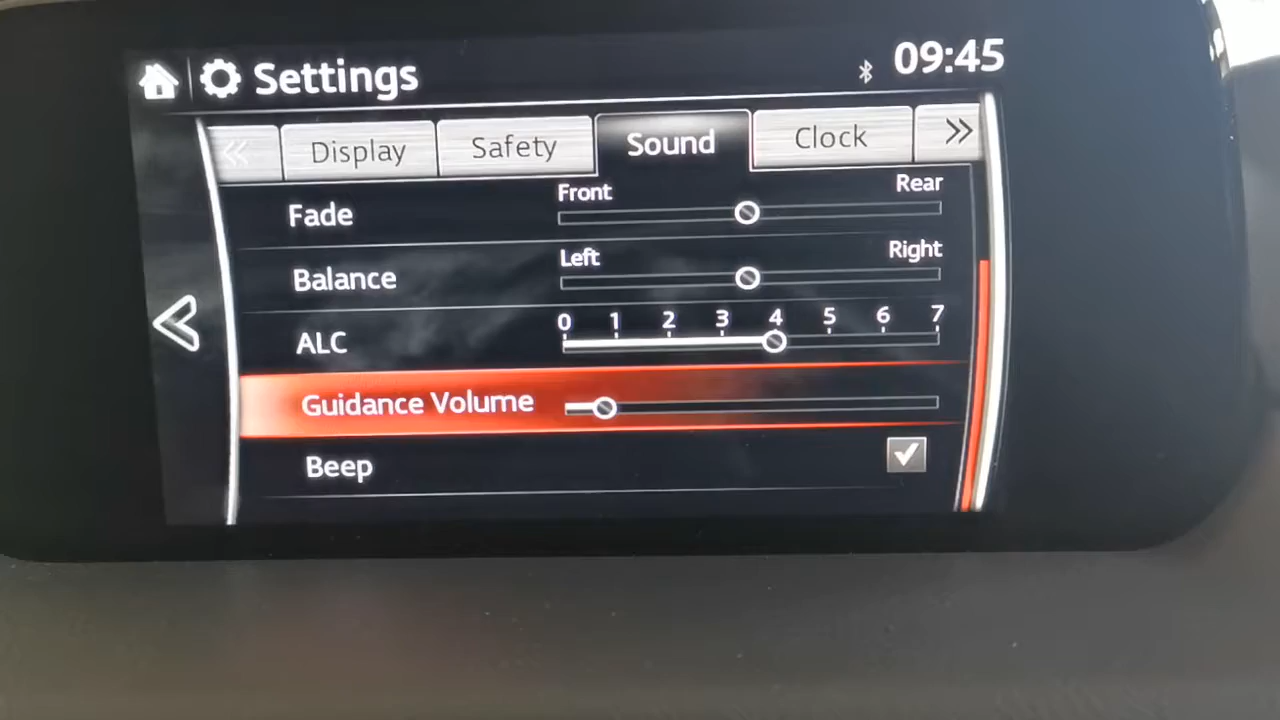 Settings
09:45
Display Safety Sound Clock
Fade Front Rear
Balance Left Right
ALC 0 1 2 3 4 5 6 7
Guidance Volume
Beep